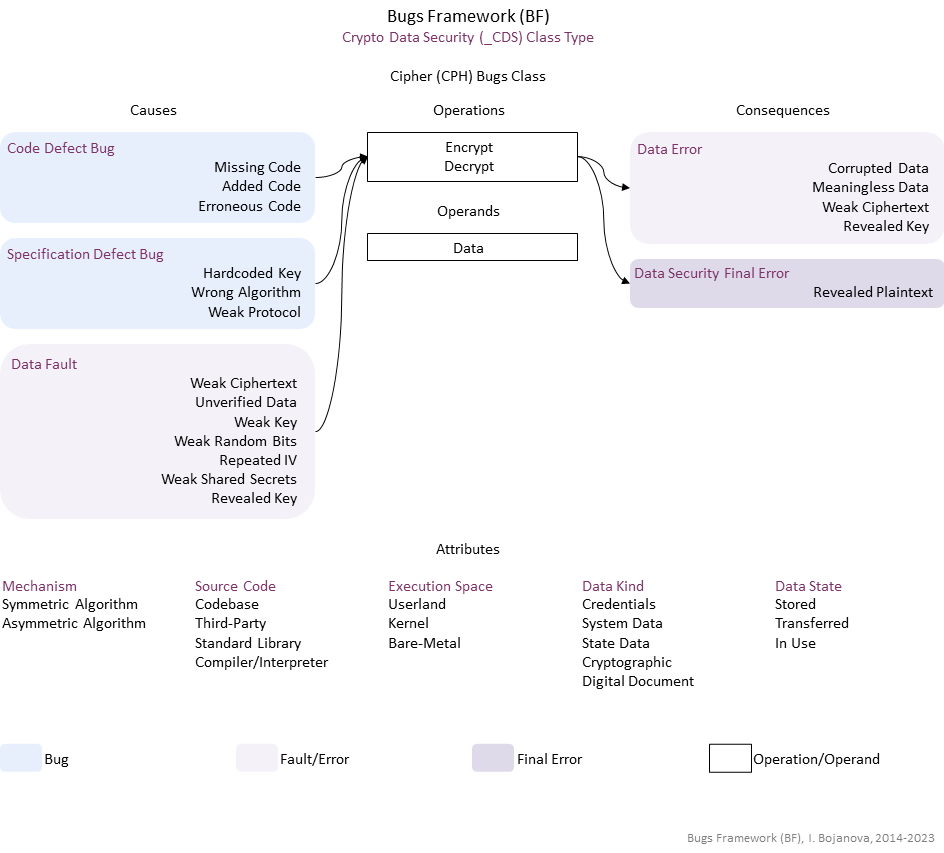 Bugs Framework (BF)
Crypto Data Security (_CDS) Class Type
Cipher (CPH) Bugs Class
Causes
Operations
Consequences
Code Defect Bug
Missing Code
Added Code
Erroneous Code
Specification Defect Bug
Hardcoded Key
Wrong Algorithm
Weak Protocol
Data Fault
Weak Ciphertext
Unverified Data
Weak Key
Weak Random Bits
Repeated IV
Weak Shared Secrets
Revealed Key
Encrypt
Decrypt
Operands
Data
Data Error
Corrupted Data
Meaningless Data
Weak Ciphertext
Revealed Key
Data Security Final Error
Revealed Plaintext
Attributes
Mechanism
Symmetric Algorithm
Asymmetric Algorithm
Source Code
Codebase
Third-Party
Standard Library
Compiler/Interpreter
Execution Space
Userland
Kernel
Bare-Metal
Data Kind
Credentials
System Data
State Data
Cryptographic
Digital Document
Data State
Stored
Transferred
In Use
Bug
Fault/Error
Final Error
Operation/Operand
Bugs Framework (BF), I. Bojanova, 2014-2023